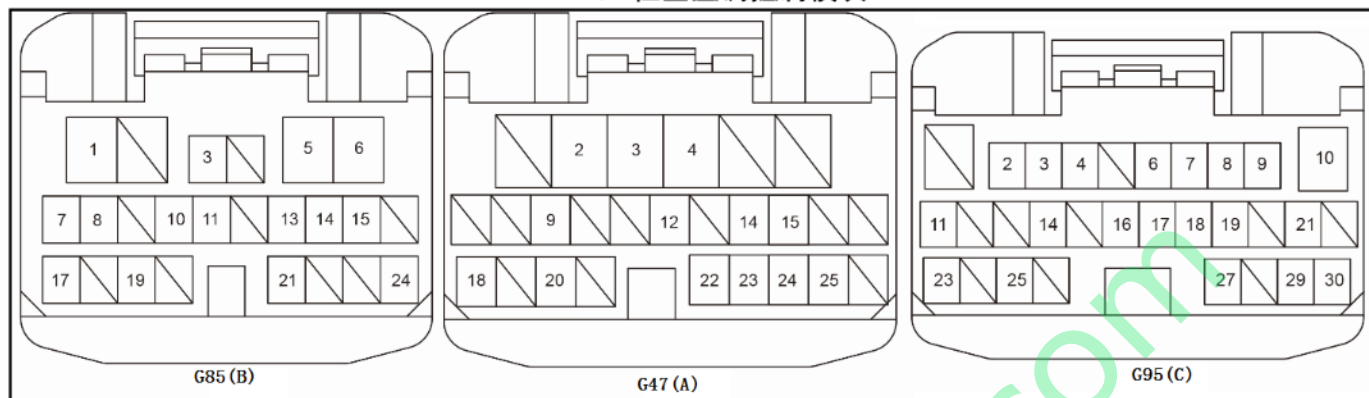 1 3 5 6
7 8 10 11 13 14 15
17 19 21 24
G85(B)
2 3 4
9 12 14 15
18 20 22 23 24 25
G47(A)
2 3 4 6 7 8 9 10
11 14 16 17 18 19 21
23 25 27 29 30
G95(C)
com